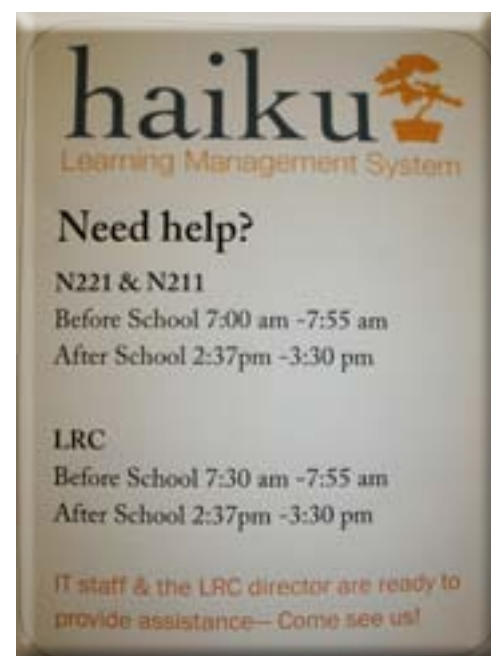 haiku
Learning Management System
Need help?
N221 & N211
Before School 7:00 am -7:55 am
After School 2:37pm -3:30 pm
LRC
Before School 7:30 am -7:55 am
After School 2:37pm -3:30 pm
IT staff & the LRC director are ready to
provide assistance— Come see us!